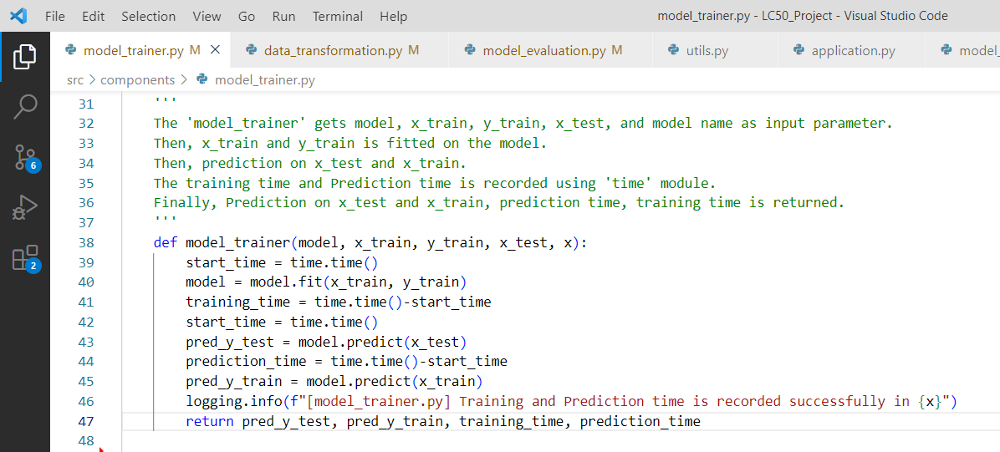 File Edit Selection View Go Run Terminal Help model_trainer.py - LC50_Project - Visual Studio Code
model_trainer.py M data_transformation.py M model_evaluation.py M utils.py application.py model_
src > components > model_trainer.py
31 '''
32 The 'model_trainer' gets model, x_train, y_train, x_test, and model name as input parameter.
33 Then, x_train and y_train is fitted on the model.
34 Then, prediction on x_test and x_train.
35 The training time and Prediction time is recorded using 'time' module.
36 Finally, Prediction on x_test and x_train, prediction time, training time is returned.
37 '''
38 def model_trainer(model, x_train, y_train, x_test, x):
39 start_time = time.time()
40 model = model.fit(x_train, y_train)
41 training_time = time.time()-start_time
42 start_time = time.time()
43 pred_y_test = model.predict(x_test)
44 prediction_time = time.time()-start_time
45 pred_y_train = model.predict(x_train)
46 logging.info(f"[model_trainer.py] Training and Prediction time is recorded successfully in {x}")
47 return pred_y_test, pred_y_train, training_time, prediction_time
48
6
2